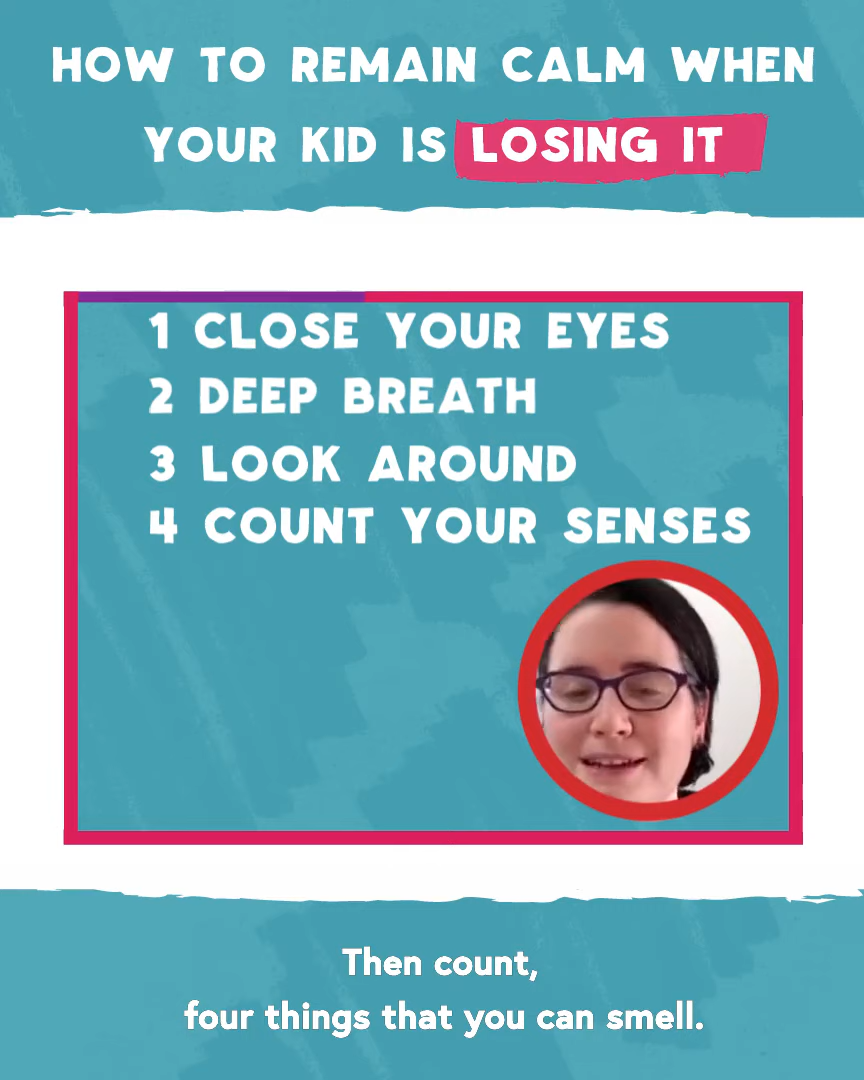 HOW TO REMAIN CALM WHEN
YOUR KID IS LOSING IT
1 CLOSE YOUR EYES
2 DEEP BREATH
3 LOOK AROUND
4 COUNT YOUR SENSES
Then count,
four things that you can smell.